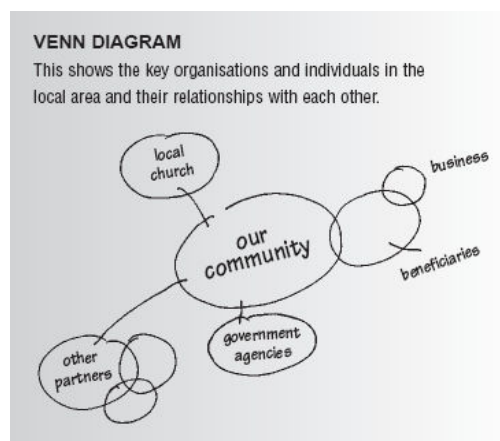 VENN DIAGRAM
This shows the key organisations and individuals in the
local area and their relationships with each other.
local
church
business
our
community
beneficiaries
government
agencies
other
partners